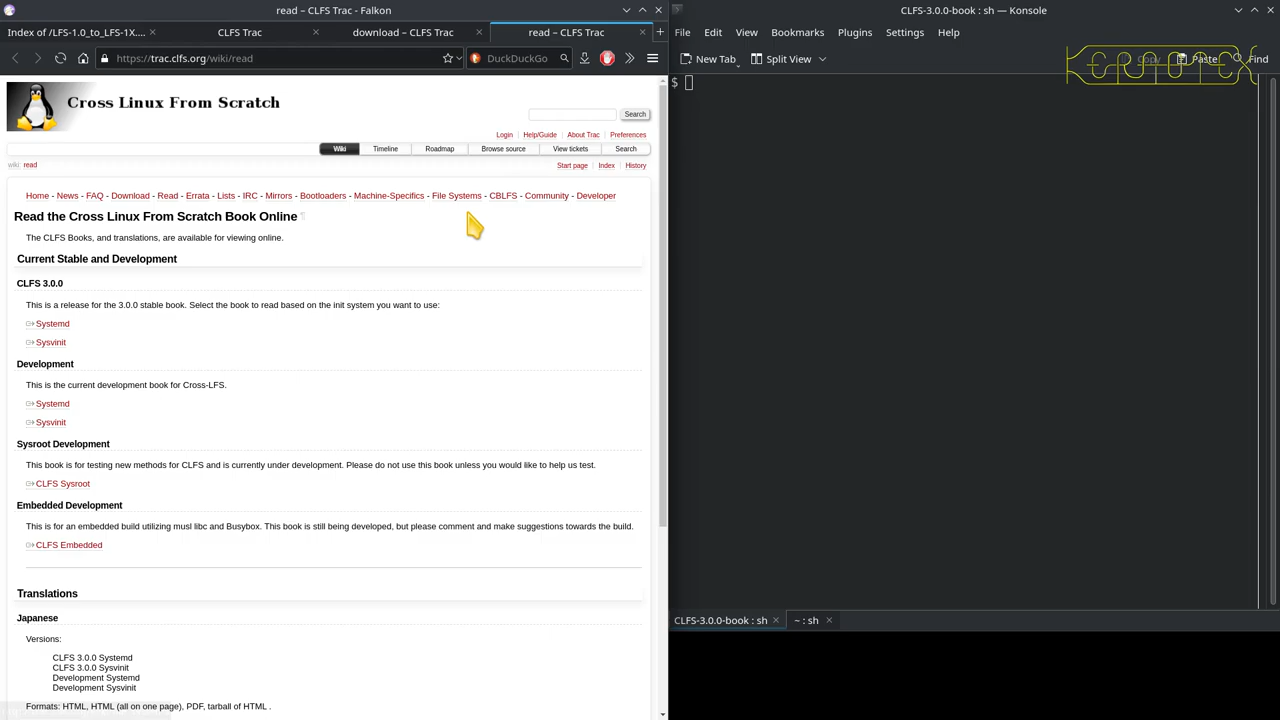 read – CLFS Trac - Falkon
Index of /LFS-1.0_to_LFS-1X....
CLFS Trac
download – CLFS Trac
read – CLFS Trac
https://trac.clfs.org/wiki/read
DuckDuckGo
Cross Linux From Scratch
Search
Login
Help/Guide
About Trac
Preferences
Wiki
Timeline
Roadmap
Browse source
View tickets
Search
wiki: read
Start page
Index
History
Home - News - FAQ - Download - Read - Errata - Lists - IRC - Mirrors - Bootloaders - Machine-Specifics - File Systems - CBLFS - Community - Developer
Read the Cross Linux From Scratch Book Online ¶
The CLFS Books, and translations, are available for viewing online.
Current Stable and Development
CLFS 3.0.0
This is a release for the 3.0.0 stable book. Select the book to read based on the init system you want to use:
Systemd
Sysvinit
Development
This is the current development book for Cross-LFS.
Systemd
Sysvinit
Sysroot Development
This book is for testing new methods for CLFS and is currently under development. Please do not use this book unless you would like to help us test.
CLFS Sysroot
Embedded Development
This is for an embedded build utilizing musl libc and Busybox. This book is still being developed, but please comment and make suggestions towards the build.
CLFS Embedded
Translations
Japanese
Versions:
CLFS 3.0.0 Systemd
CLFS 3.0.0 Sysvinit
Development Systemd
Development Sysvinit
Formats: HTML, HTML (all on one page), PDF, tarball of HTML .
CLFS-3.0.0-book : sh — Konsole
File
Edit
View
Bookmarks
Plugins
Settings
Help
New Tab
Split View
Copy
Paste
Find
$
CLFS-3.0.0-book : sh
~ : sh